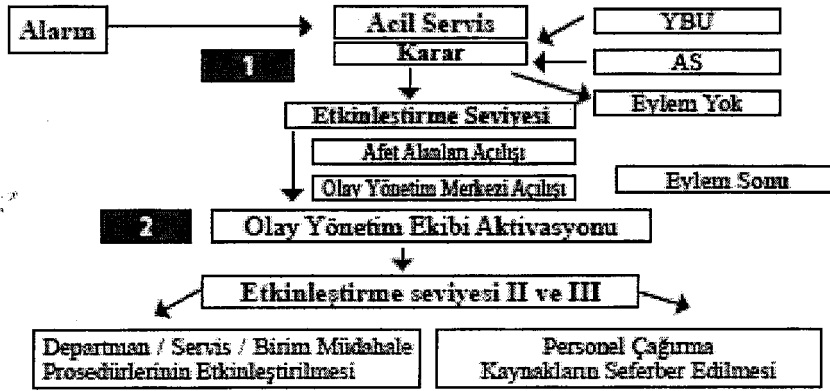 Alarm
Acil Servis
YBU
Karar
1
AS
Eylem Yok
Etkinleştirme Seviyesi
Afet Alanları Açılışı
Olay Yönetim Merkezi Açılışı
Eylem Sonu
2
Olay Yönetim Ekibi Aktivasyonu
Etkinleştirme seviyesi II ve III
Departman / Servis / Birim Müdahale
Prosedürlerinin Etkinleştirilmesi
Personel Çağırma
Kaynakların Seferber Edilmesi